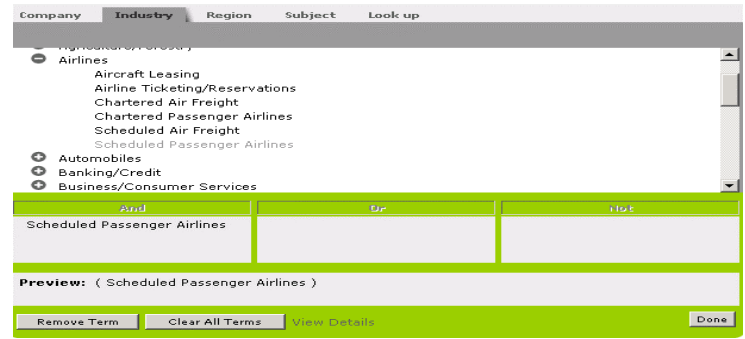 Company Industry Region Subject Look up
Agriculture/Forestry
Airlines
Aircraft Leasing
Airline Ticketing/Reservations
Chartered Air Freight
Chartered Passenger Airlines
Scheduled Air Freight
Scheduled Passenger Airlines
Automobiles
Banking/Credit
Business/Consumer Services
And Or Not
Scheduled Passenger Airlines
Preview: ( Scheduled Passenger Airlines )
Remove Term Clear All Terms View Details Done